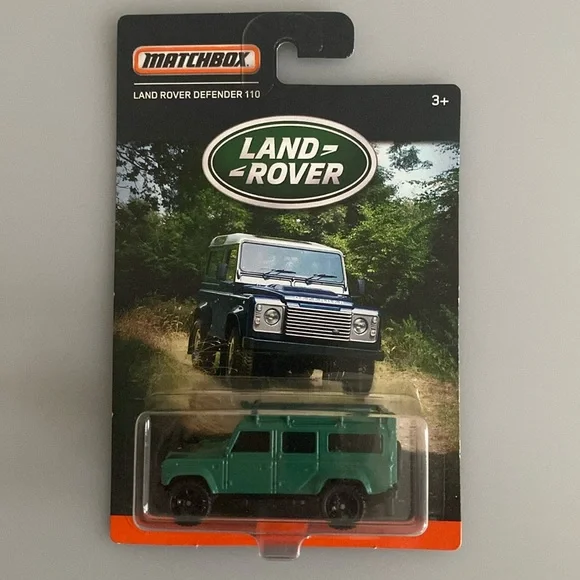 MATCHBOX
LAND ROVER DEFENDER 110
3+
LAND
ROVER